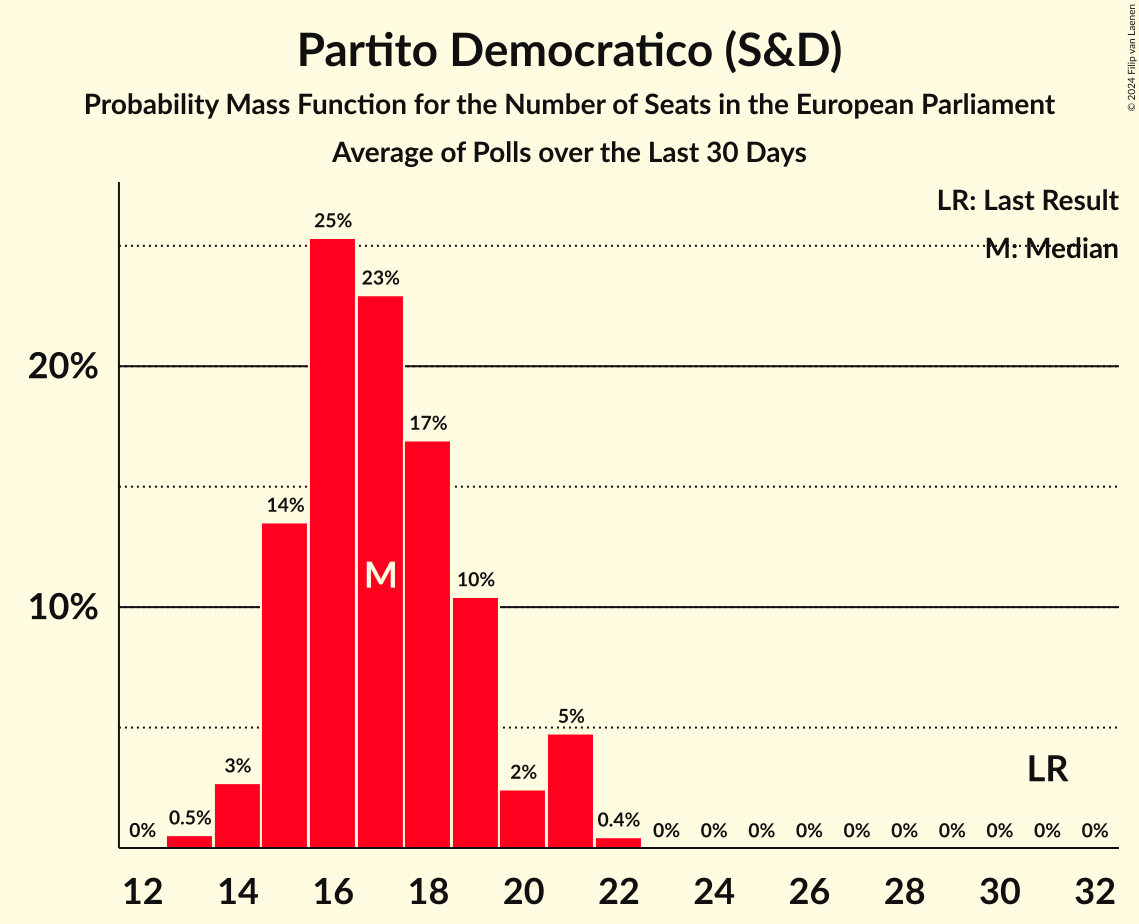 Partito Democratico (S&D)
Probability Mass Function for the Number of Seats in the European Parliament
Average of Polls over the Last 30 Days
© 2024 Filip van Laenen
LR: Last Result
M: Median
20%
10%
0%
0.5%
3%
14%
25%
23%
17%
10%
2%
5%
0.4%
0%
0%
0%
0%
0%
0%
0%
0%
0%
0%
M
LR
12 14 16 18 20 22 24 26 28 30 32